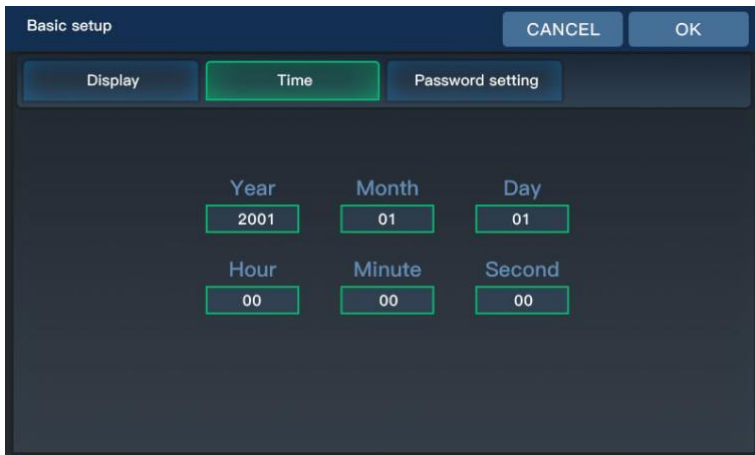 Basic setup CANCEL OK
Display Time Password setting
Year Month Day
2001 01 01
Hour Minute Second
00 00 00